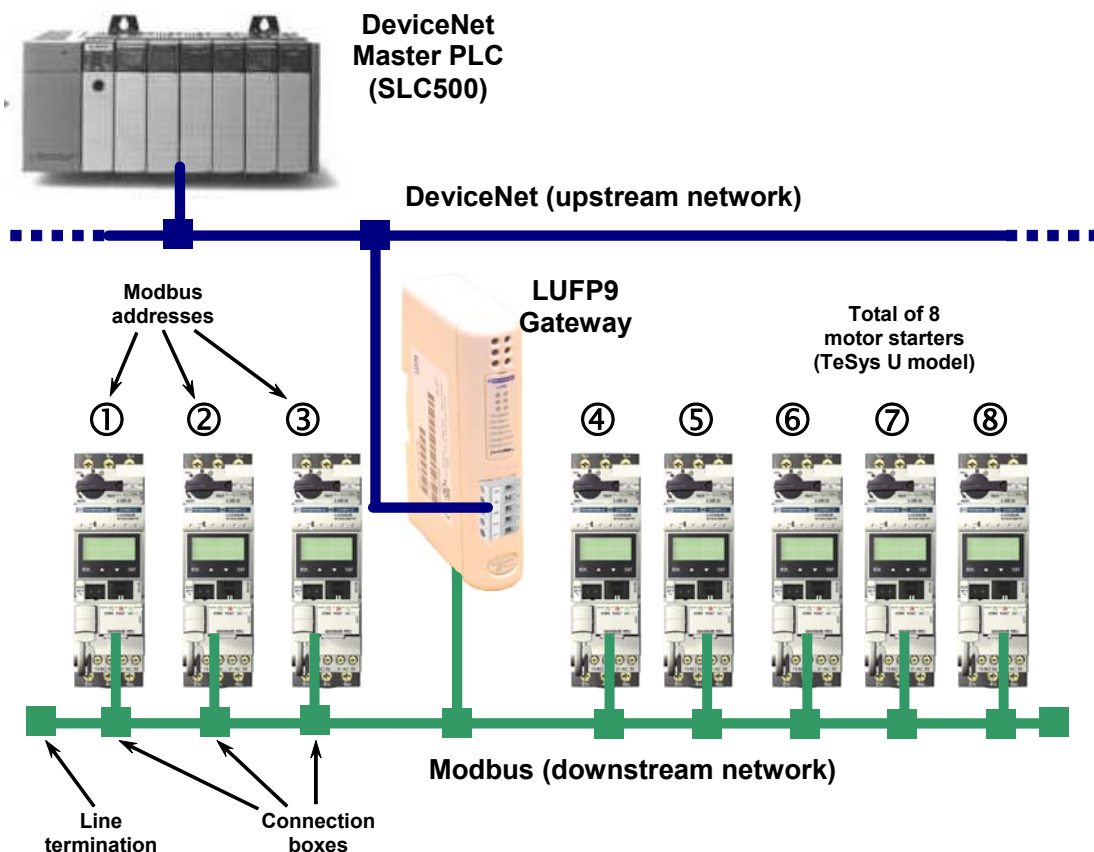 DeviceNet
Master PLC
(SLC500)
DeviceNet (upstream network)
Modbus
addresses
LUFP9
Gateway
Total of 8
motor starters
(TeSys U model)
① ② ③ ④ ⑤ ⑥ ⑦ ⑧
LUFP9
Modbus (downstream network)
Line
termination
Connection
boxes